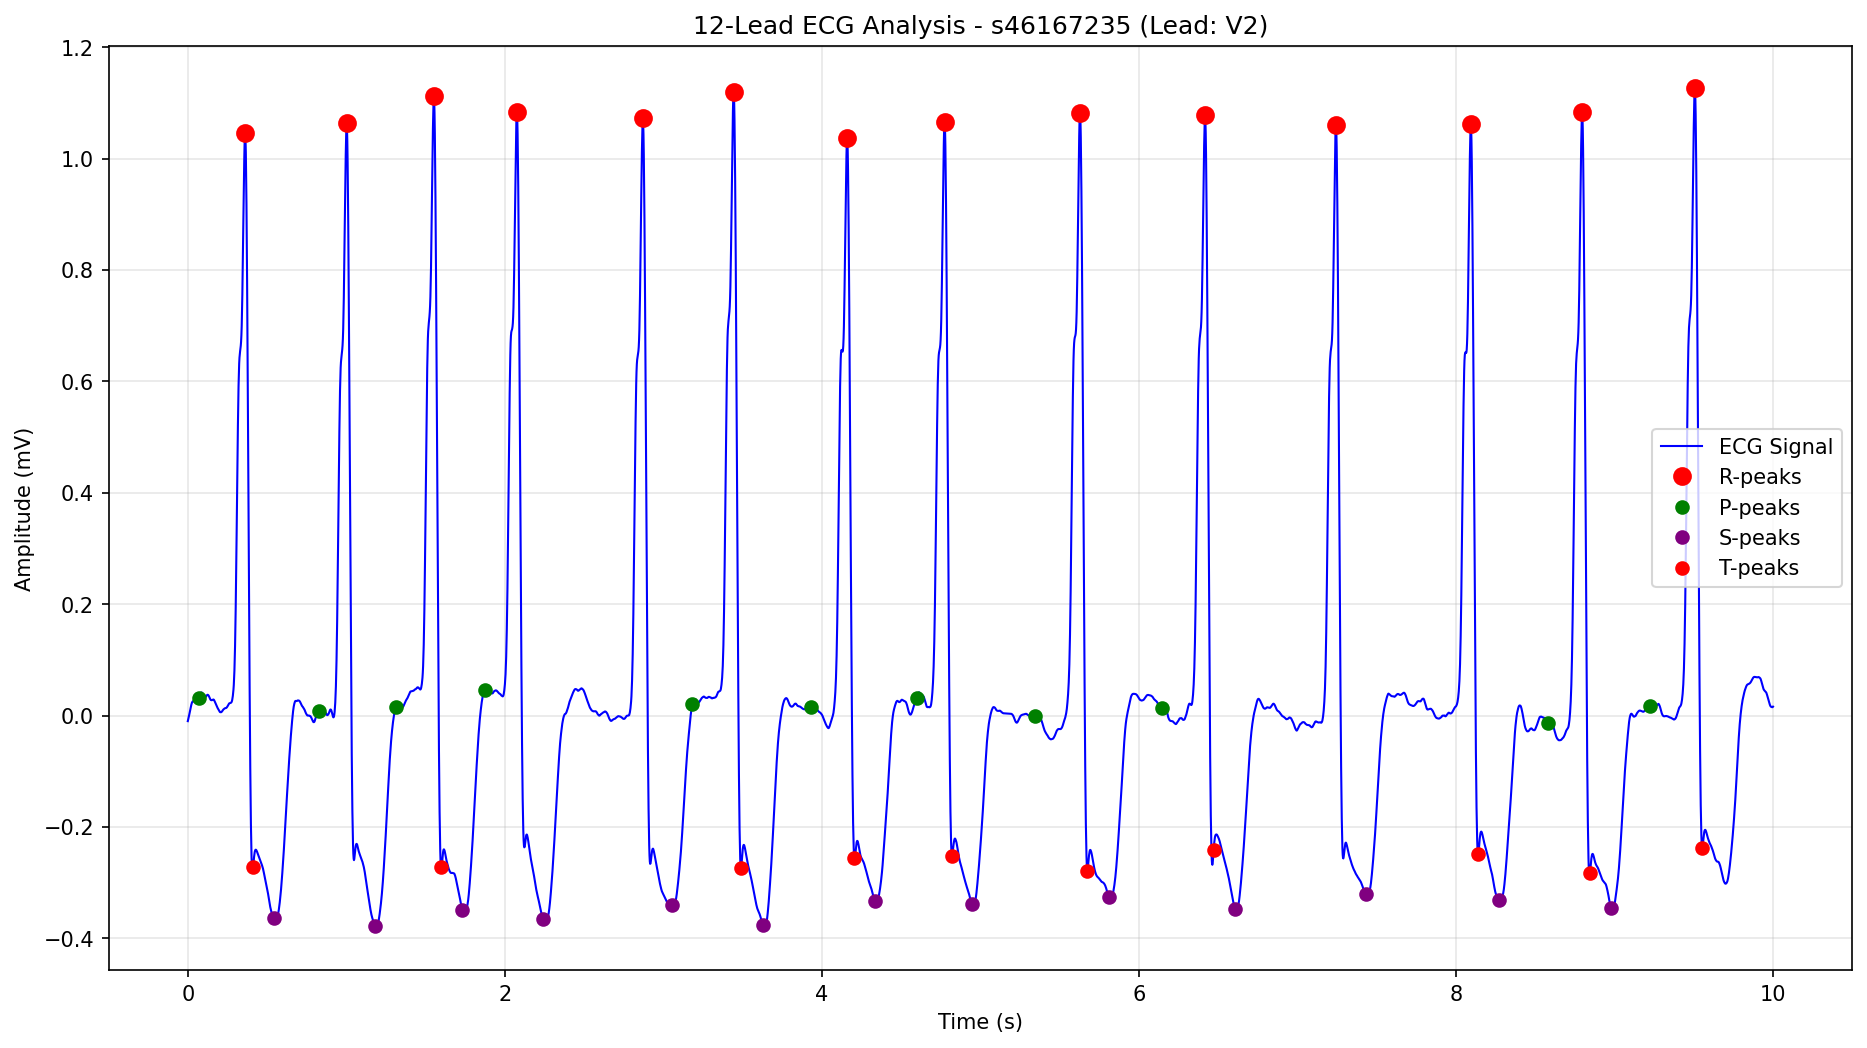 12-Lead ECG Analysis - s46167235 (Lead: V2)
1.2
1.0
0.8
0.6
0.4
0.2
0.0
−0.2
−0.4
Amplitude (mV)
ECG Signal
R-peaks
P-peaks
S-peaks
T-peaks
0 2 4 6 8 10
Time (s)